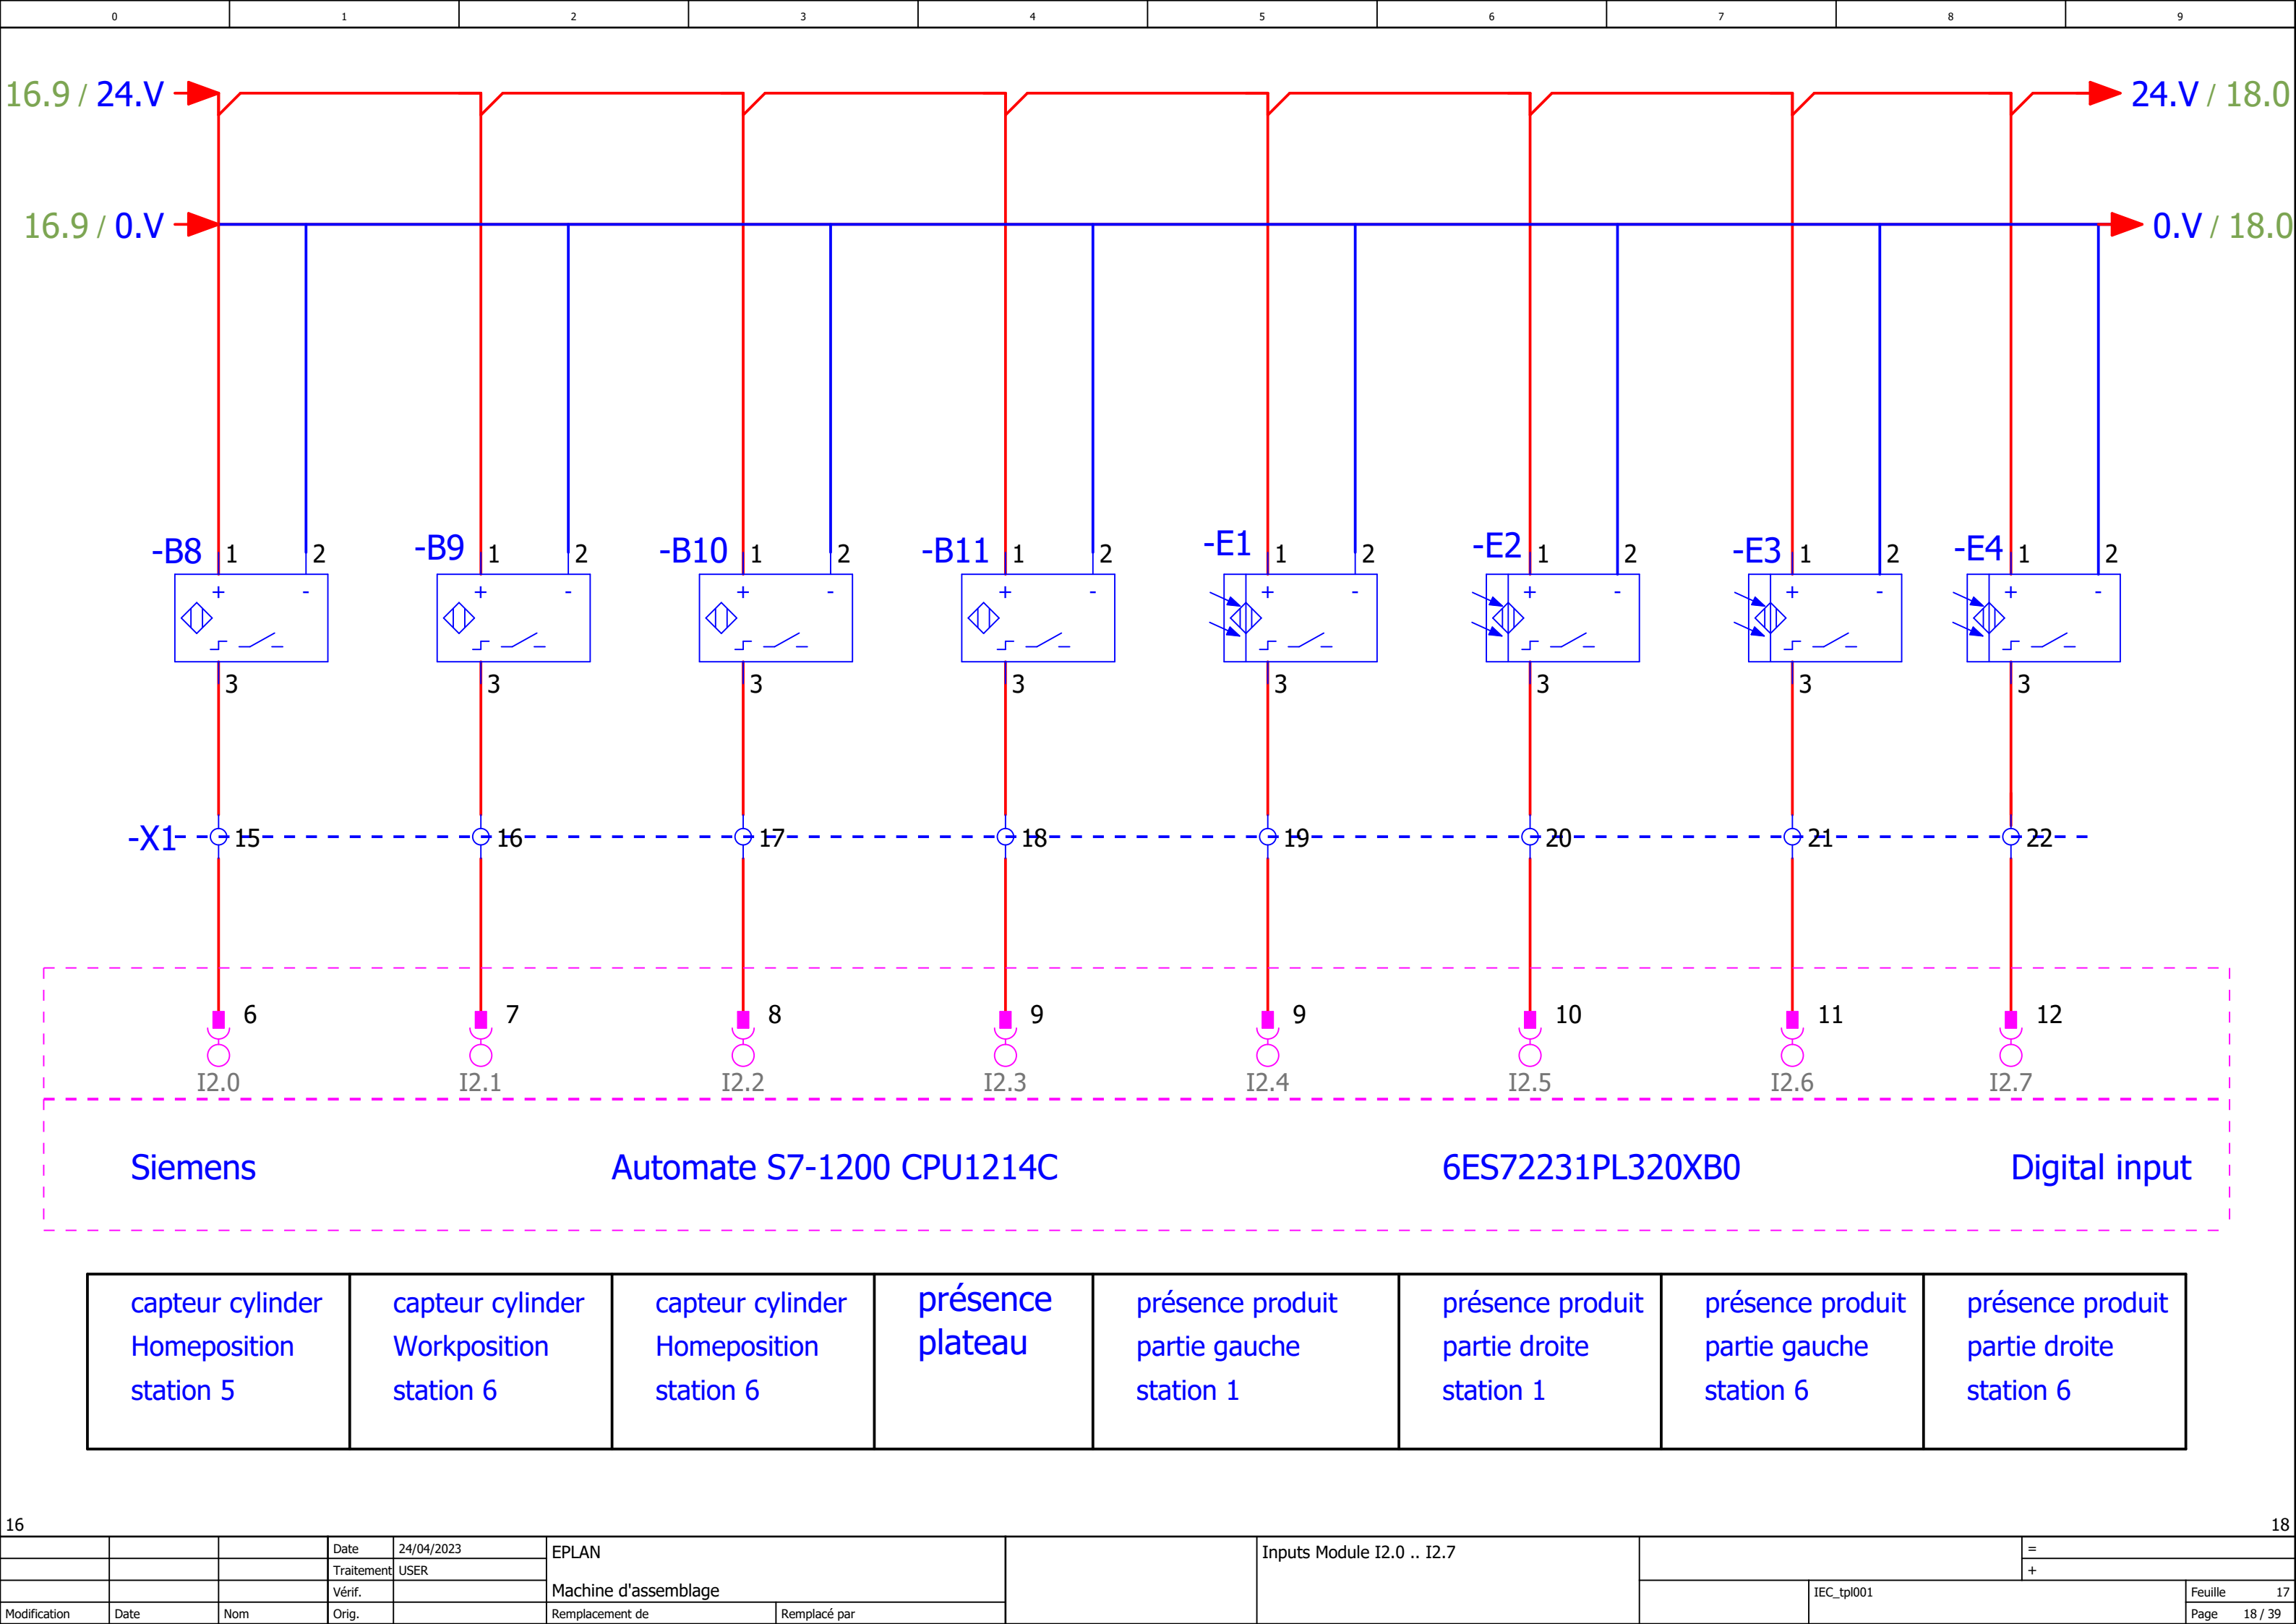 0 1 2 3 4 5 6 7 8 9
16.9 / 24.V 24.V / 18.0
16.9 / 0.V 0.V / 18.0
-B8 1 2 -B9 1 2 -B10 1 2 -B11 1 2 -E1 1 2 -E2 1 2 -E3 1 2 -E4 1 2
+ - + - + - + - + - + - + - + -
3 3 3 3 3 3 3 3
-X1 15 16 17 18 19 20 21 22
6 7 8 9 9 10 11 12
I2.0 I2.1 I2.2 I2.3 I2.4 I2.5 I2.6 I2.7
Siemens Automate S7-1200 CPU1214C 6ES72231PL320XB0 Digital input
capteur cylinder
Homeposition
station 5
capteur cylinder
Workposition
station 6
capteur cylinder
Homeposition
station 6
présence
plateau
présence produit
partie gauche
station 1
présence produit
partie droite
station 1
présence produit
partie gauche
station 6
présence produit
partie droite
station 6
16 18
Date 24/04/2023 EPLAN Inputs Module I2.0 .. I2.7 =
Traitement USER +
Vérif. Machine d'assemblage IEC_tpl001 Feuille 17
Modification Date Nom Orig. Remplacement de Remplacé par Page 18 / 39